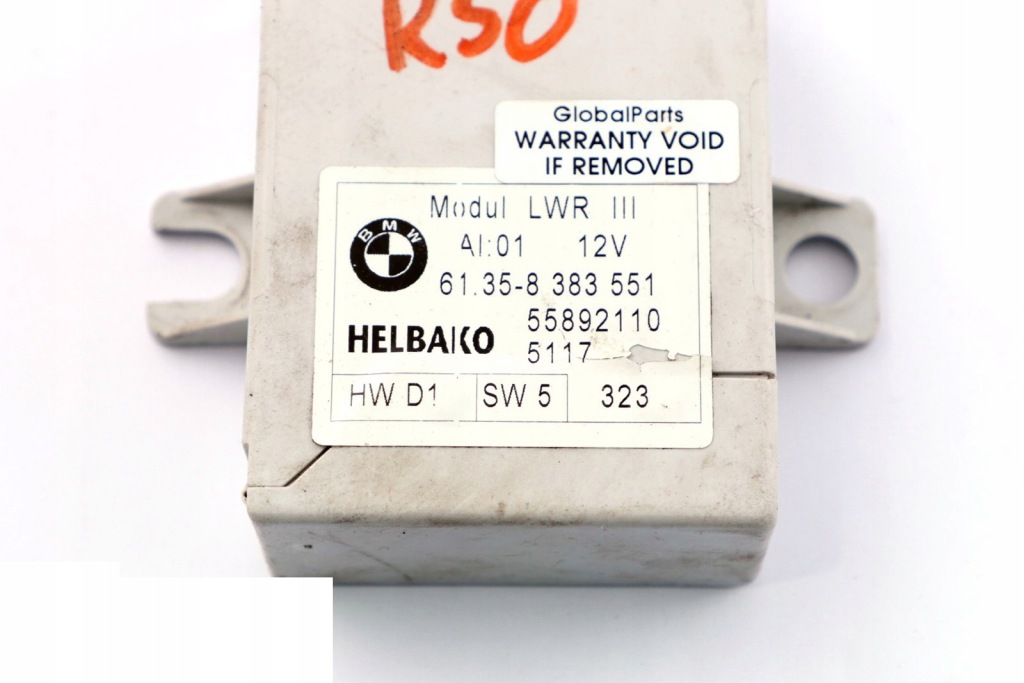 R50
GlobalParts
WARRANTY VOID
IF REMOVED
Modul LWR III
BMW
AI:01 12V
61.35-8 383 551
HELBAKO
55892110
5117
HW D1 SW 5 323